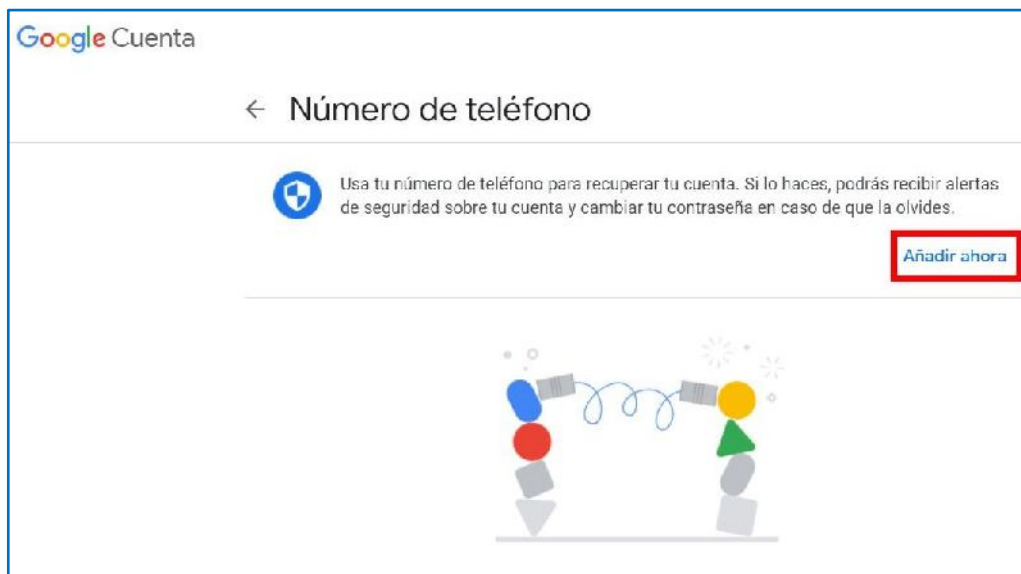 Google Cuenta
← Número de teléfono
Usa tu número de teléfono para recuperar tu cuenta. Si lo haces, podrás recibir alertas
de seguridad sobre tu cuenta y cambiar tu contraseña en caso de que la olvides.
Añadir ahora